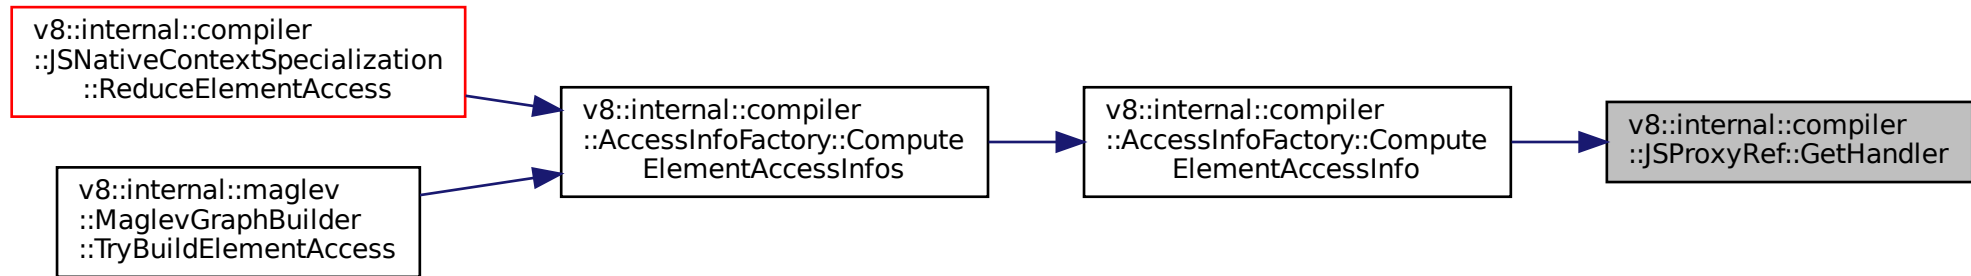 v8::internal::compiler
::JSNativeContextSpecialization
::ReduceElementAccess
v8::internal::maglev
::MaglevGraphBuilder
::TryBuildElementAccess
v8::internal::compiler
::AccessInfoFactory::Compute
ElementAccessInfos
v8::internal::compiler
::AccessInfoFactory::Compute
ElementAccessInfo
v8::internal::compiler
::JSProxyRef::GetHandler